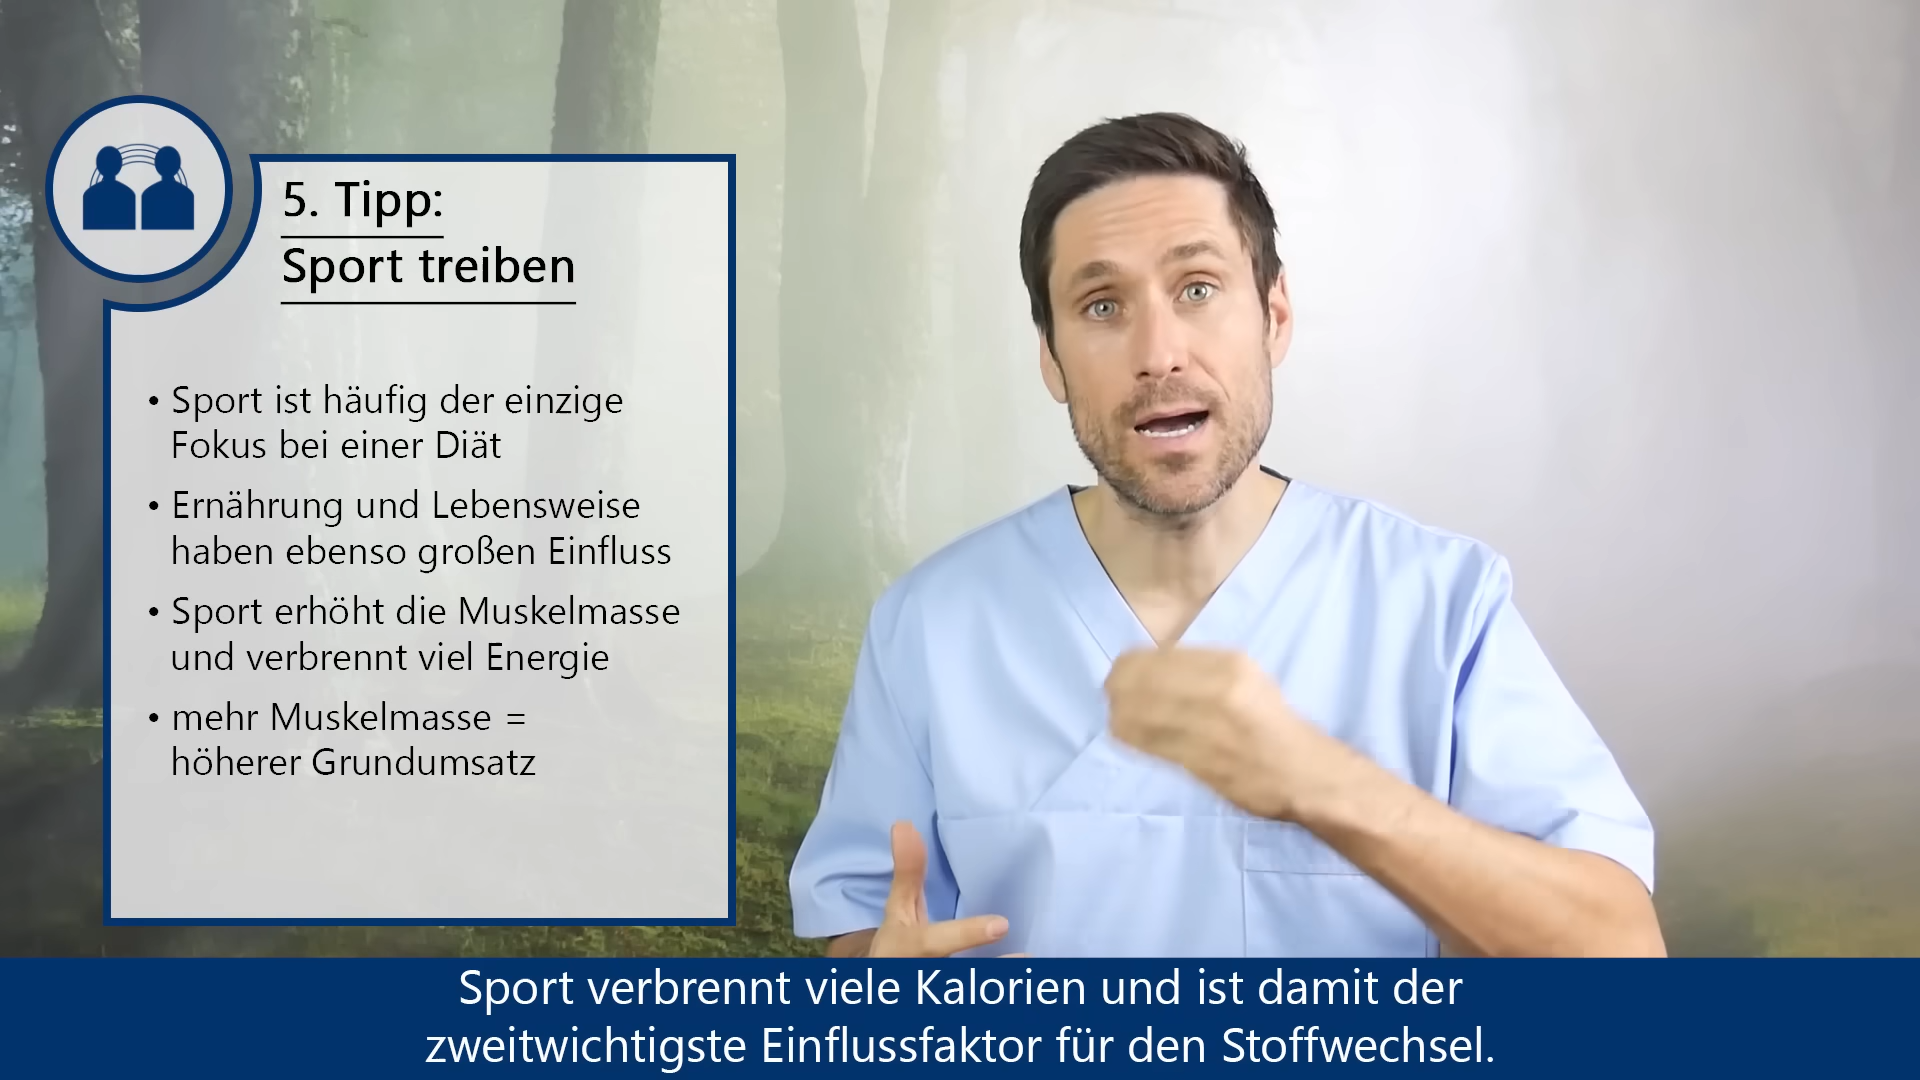 5. Tipp:
Sport treiben
• Sport ist häufig der einzige
Fokus bei einer Diät
• Ernährung und Lebensweise
haben ebenso großen Einfluss
• Sport erhöht die Muskelmasse
und verbrennt viel Energie
• mehr Muskelmasse =
höherer Grundumsatz
Sport verbrennt viele Kalorien und ist damit der
zweitwichtigste Einflussfaktor für den Stoffwechsel.